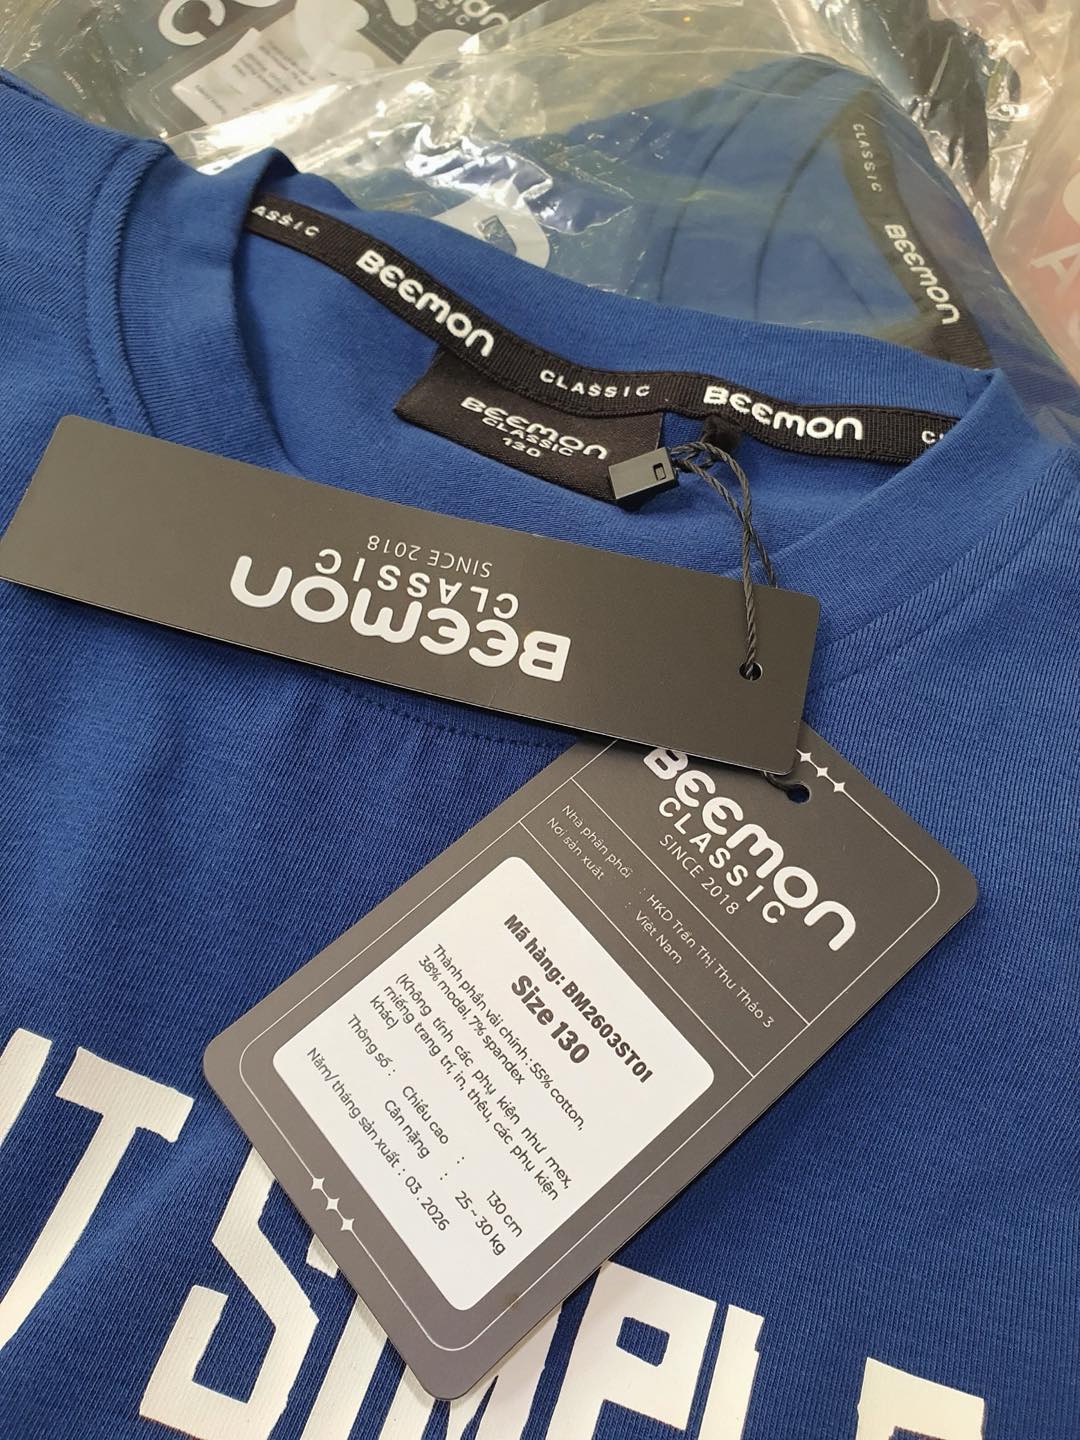 CLASSIC
BEEMON
ASSIC
BEEMON
CLASSIC
BEEMON
BEEMON
CLASSIC
130
BEEMON
CLASSIC
SINCE 2018
BEEMON
CLASSIC
SINCE 2018
Nhà phân phối : HKD Trần Thị Thu Thảo 3
Nơi sản xuất : Việt Nam
Mã hàng: BM2603ST01
Size 130
Thành phần vải chính : 55% cotton,
38% modal, 7% spandex
(Không tính các phụ kiện như mex,
miếng trang trí, in, thêu, các phụ kiện
khác)
Thông số : Chiều cao : 130 cm
Cân nặng : 25 ~ 30 kg
Năm/ tháng sản xuất : 03 . 2026
T SIMPLE